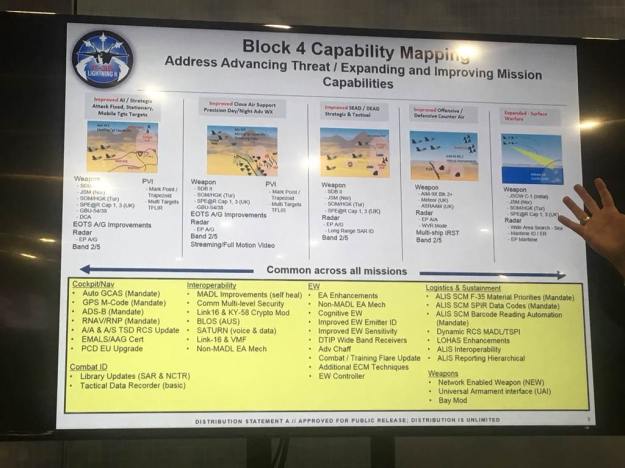 Block 4 Capability Mapping
Address Advancing Threat / Expanding and Improving Mission
Capabilities
LIGHTNING II
Improved AI / Strategic
Attack Fixed, Stationary,
Mobile Tgts Targets
Weapon
- JSM (Nor)
- SOM/HGK (Tur)
- SPE@R Cap 1, 3 (UK)
- GBU-54/38
- DCA
EOTS A/G Improvements
Radar
- EP A/G
Band 2/5
PVI
- Mark Point /
Trapezoid
- Multi Targets
TFLIR
Improved Close Air Support
Precision Day/Night Adv WX
Weapon
- SDB II
- JSM (Nor)
- SOM/HGK (Tur)
- SPE@R Cap 1, 3 (UK)
- GBU-54/38
EOTS A/G Improvements
Radar
- EP A/G
Band 2/5
Streaming/Full Motion Video
PVI
- Mark Point /
Trapezoid
- Multi Targets
TFLIR
Improved SEAD / DEAD
Strategic & Tactical
Weapon
- SDB II
- JSM (Nor)
- SOM/HGK (Tur)
- SPE@R Cap 1, 3 (UK)
Radar
- EP A/G
- Long Range SAR ID
Band 2/5
Improved Offensive /
Defensive Counter Air
Weapon
- AIM-9X Blk 2+
- Meteor (UK)
- ASRAAM (UK)
Radar
- EP A/A
- WVR Mode
Multi-ship IRST
Band 2/5
Expanded - Surface
Warfare
Weapon
- JSOW C-1 (Initial)
- JSM (Nor)
- SOM/HGK (Tur)
- SPE@R Cap 1, 3 (UK)
Radar
- Wide Area Search
- Maritime ID / ER
- EP Maritime
Common across all missions
Cockpit/Nav
• Auto GCAS (Mandate)
• GPS M-Code (Mandate)
• ADS-B (Mandate)
• RNAV/RNP (Mandate)
• A/A & A/S TSD RCS Update
• EMALS/AAG Cert
• PCD EU Upgrade
Combat ID
• Library Updates (SAR & NCTR)
• Tactical Data Recorder (basic)
Interoperability
• MADL Improvements (self heal)
• Comm Multi-level Security
• Link16 & KY-58 Crypto Mod
• BLOS (AUS)
• SATURN (voice & data)
• Link-16 & VMF
• Non-MADL EA Mech
EW
• EA Enhancements
• Non-MADL EA Mech
• Cognitive EW
• Improved EW Emitter ID
• Improved EW Sensitivity
• DTIP Wide Band Receivers
• Adv Chaff
• Combat / Training Flare Update
• Additional ECM Techniques
• EW Controller
Logistics & Sustainment
• ALIS SCM F-35 Material Priorities (Mandate)
• ALIS SCM SPIR Data Codes (Mandate)
• ALIS SCM Barcode Reading Automation
(Mandate)
• Dynamic RCS MADL/TSPI
• LOHAS Enhancements
• ALIS Interoperability
• ALIS Reporting Hierarchical
Weapons
• Network Enabled Weapon (NEW)
• Universal Armament interface (UAI)
• Bay Mod
DISTRIBUTION STATEMENT A // APPROVED FOR PUBLIC RELEASE; DISTRIBUTION IS UNLIMITED